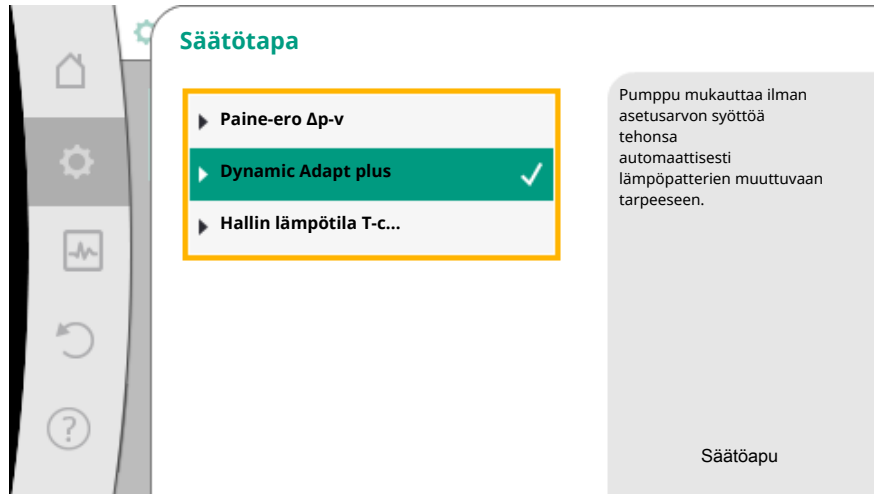 Säätötapa
Paine-ero Δp-v
Dynamic Adapt plus
Hallin lämpötila T-c...
Pumppu mukauttaa ilman
asetusarvon syöttöä
tehonsa
automaattisesti
lämpöpatterien muuttuvaan
tarpeeseen.
Säätöapu